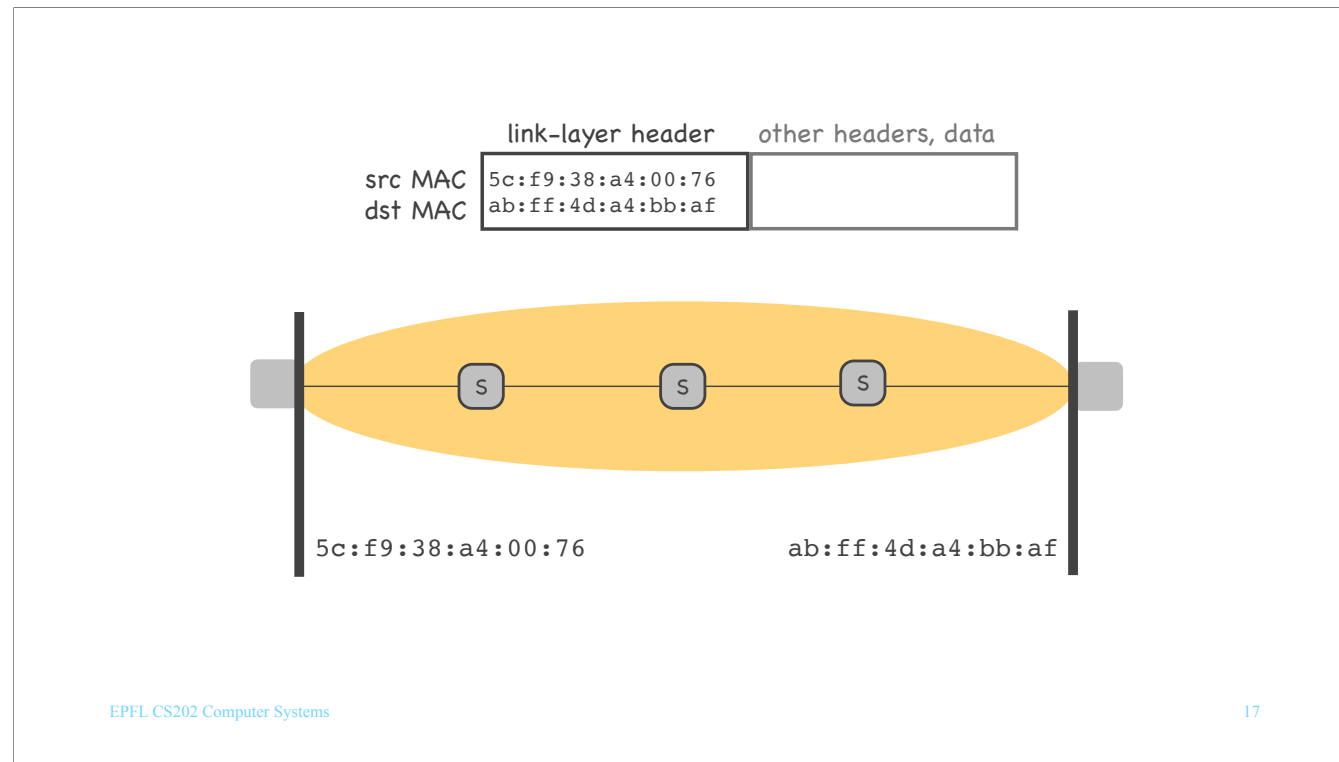 link-layer header other headers, data
src MAC 5c:f9:38:a4:00:76
dst MAC ab:ff:4d:a4:bb:af
S S S
5c:f9:38:a4:00:76 ab:ff:4d:a4:bb:af
EPFL CS202 Computer Systems 17